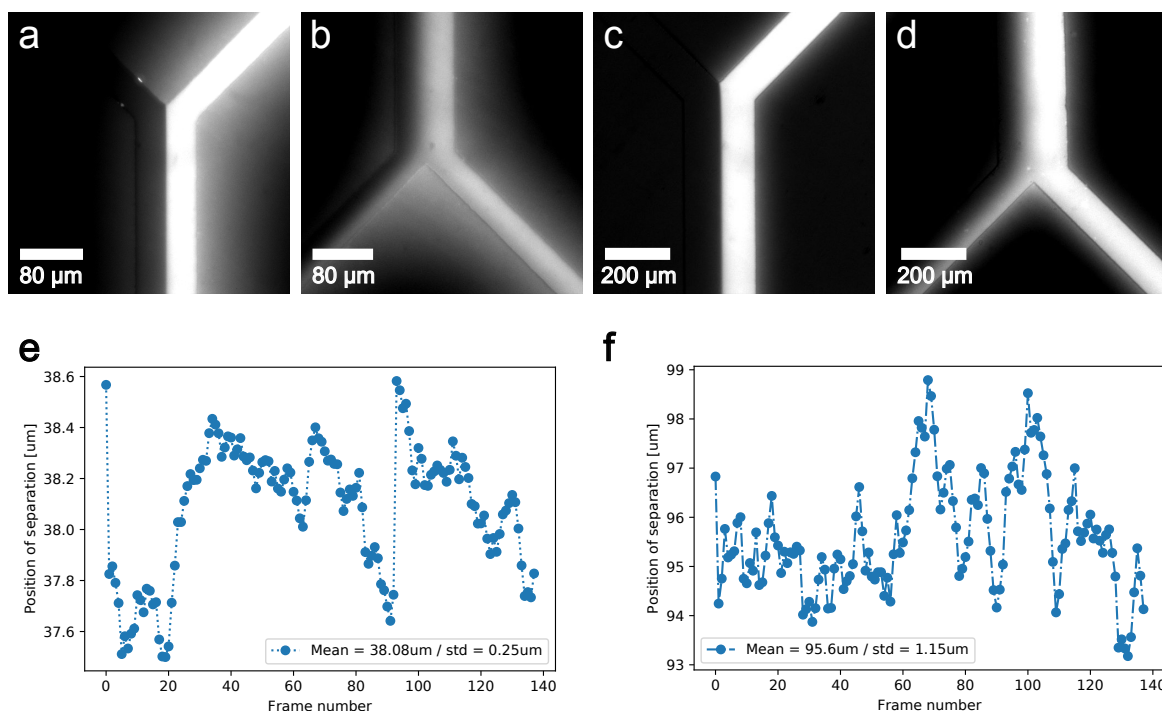 a
b
c
d
80 µm
80 µm
200 µm
200 µm
e
f
38.6
38.4
38.2
38.0
37.8
37.6
Position of separation [um]
Mean = 38.08um / std = 0.25um
0 20 40 60 80 100 120 140
Frame number
99
98
97
96
95
94
93
Position of separation [um]
Mean = 95.6um / std = 1.15um
0 20 40 60 80 100 120 140
Frame number